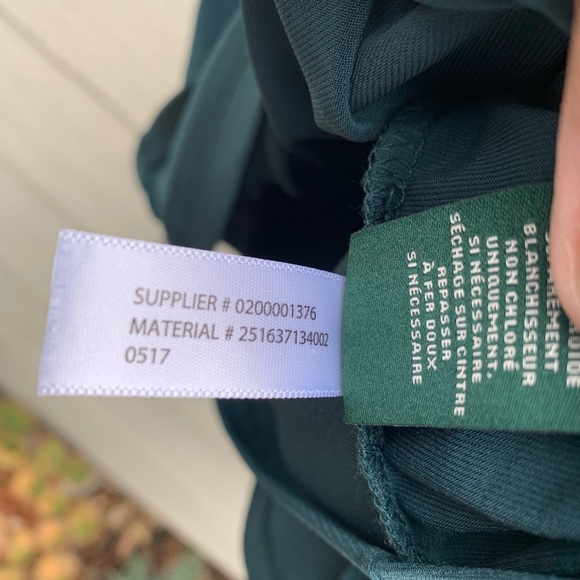 SUPPLIER # 0200001376
MATERIAL # 251637134002
0517
BLANCHISSEUR
NON CHLORÉ
UNIQUEMENT.
SI NÉCESSAIRE
SÉCHAGE SUR CINTRE
REPASSER
À FER DOUX
SI NÉCESSAIRE